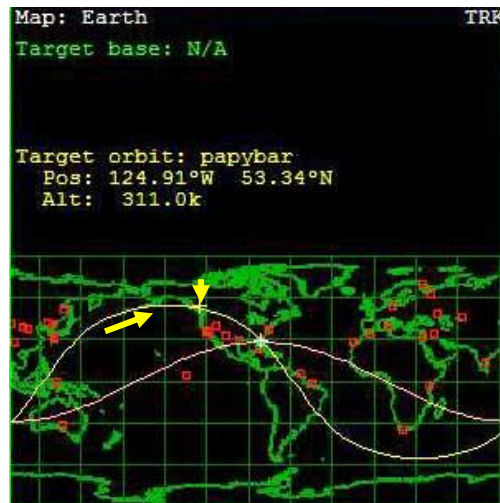 Map: Earth TRK
Target base: N/A
Target orbit: papybar
Pos: 124.91°W 53.34°N
Alt: 311.0k